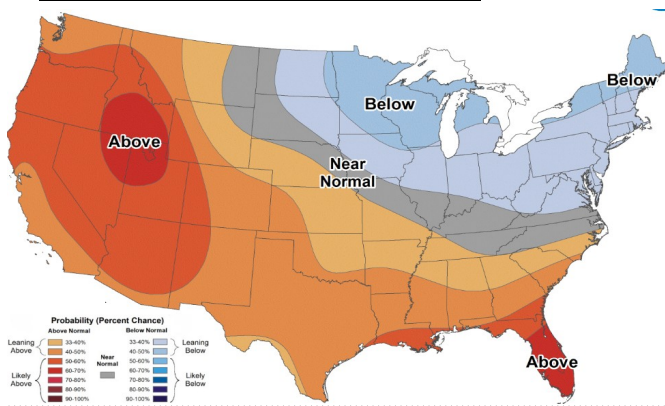 Below
Below
Above
Near
Normal
Above
Probability (Percent Chance)
Above Normal Below Normal
Leaning
Above
33-40%
40-50%
Likely
Above
50-60%
60-70%
70-80%
80-90%
90-100%
Near
Normal
33-40%
40-50%
Leaning
Below
50-60%
60-70%
70-80%
80-90%
90-100%
Likely
Below